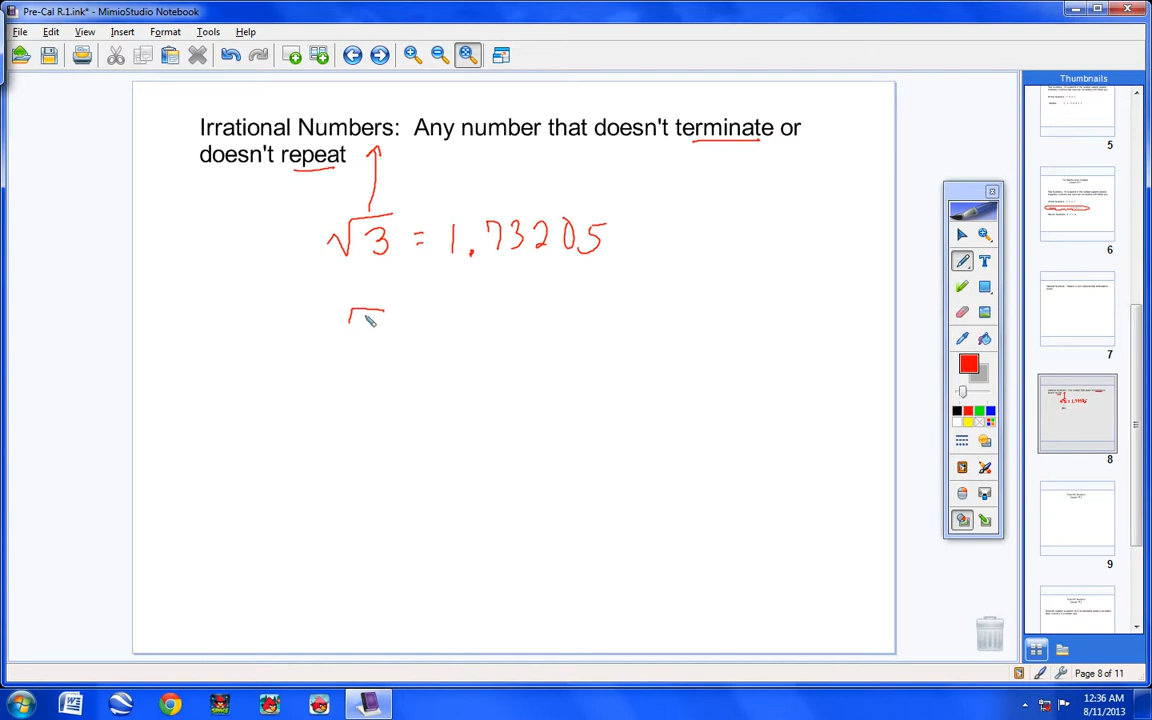 Pre-Cal R.1.ink* - MimioStudio Notebook
File Edit View Insert Format Tools Help
Thumbnails
Irrational Numbers: Any number that doesn't terminate or
doesn't repeat
√3 = 1.73205
5
6
7
8
9
Page 8 of 11
12:36 AM
8/11/2013